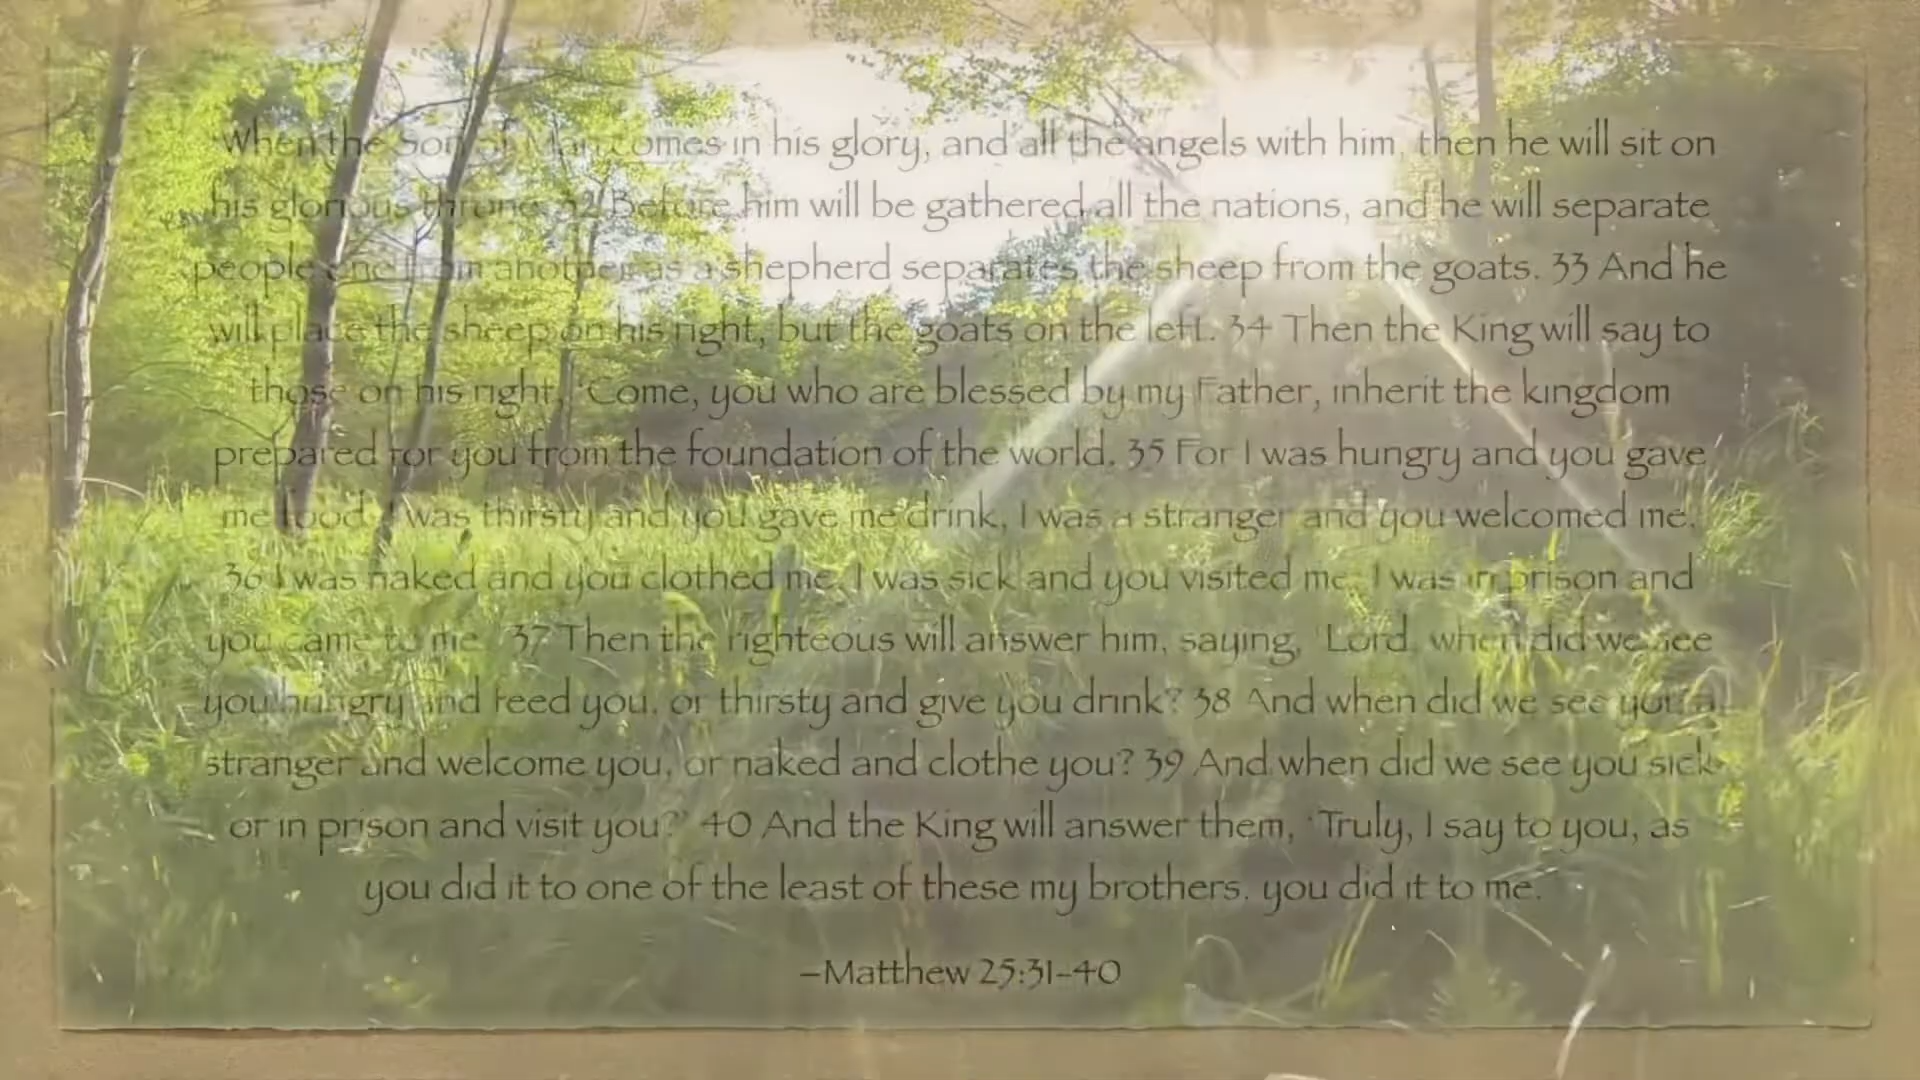 When the Son of Man comes in his glory, and all the angels with him, then he will sit on
his glorious throne. 32 Before him will be gathered all the nations, and he will separate
people one from another as a shepherd separates the sheep from the goats. 33 And he
will place the sheep on his right, but the goats on the left. 34 Then the King will say to
those on his right, 'Come, you who are blessed by my Father, inherit the kingdom
prepared for you from the foundation of the world. 35 For I was hungry and you gave
me food, I was thirsty and you gave me drink, I was a stranger and you welcomed me,
36 I was naked and you clothed me, I was sick and you visited me, I was in prison and
you came to me.' 37 Then the righteous will answer him, saying, 'Lord, when did we see
you hungry and feed you, or thirsty and give you drink? 38 And when did we see you a
stranger and welcome you, or naked and clothe you? 39 And when did we see you sick
or in prison and visit you?' 40 And the King will answer them, 'Truly, I say to you, as
you did it to one of the least of these my brothers, you did it to me.'
–Matthew 25:31-40